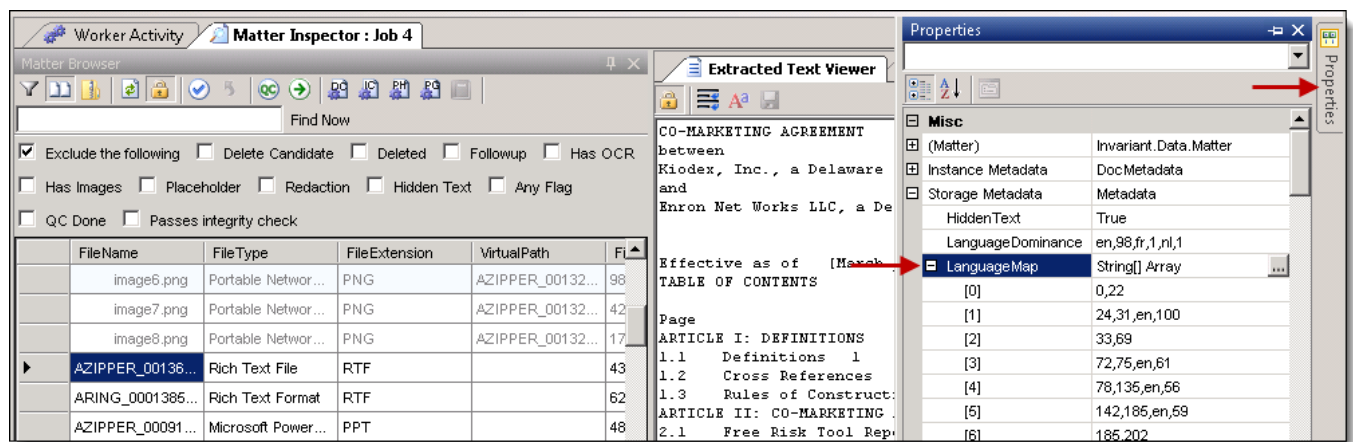 Worker Activity Matter Inspector : Job 4
Matter Browser
QC DQ IC PH PG
Find Now
Exclude the following Delete Candidate Deleted Followup Has OCR
Has Images Placeholder Redaction Hidden Text Any Flag
QC Done Passes integrity check
FileName FileType FileExtension VirtualPath Fi
image6.png Portable Networ... PNG AZIPPER_00132... 98
image7.png Portable Networ... PNG AZIPPER_00132... 42
image8.png Portable Networ... PNG AZIPPER_00132... 17
AZIPPER_00136... Rich Text File RTF 43
ARING_0001385... Rich Text Format RTF 62
AZIPPER_00091... Microsoft Power... PPT 48
Extracted Text Viewer
Aa
CO-MARKETING AGREEMENT
between
Kiodex, Inc., a Delaware
and
Enron Net Works LLC, a De
Effective as of [March
TABLE OF CONTENTS
Page
ARTICLE I: DEFINITIONS
1.1 Definitions 1
1.2 Cross References
1.3 Rules of Construct
ARTICLE II: CO-MARKETING
2.1 Free Risk Tool Rep
Properties
Misc
(Matter) Invariant.Data.Matter
Instance Metadata DocMetadata
Storage Metadata Metadata
HiddenText True
LanguageDominance en,98,fr,1,nl,1
LanguageMap String[] Array ...
[0] 0,22
[1] 24,31,en,100
[2] 33,69
[3] 72,75,en,61
[4] 78,135,en,56
[5] 142,185,en,59
[6] 185,202
Properties